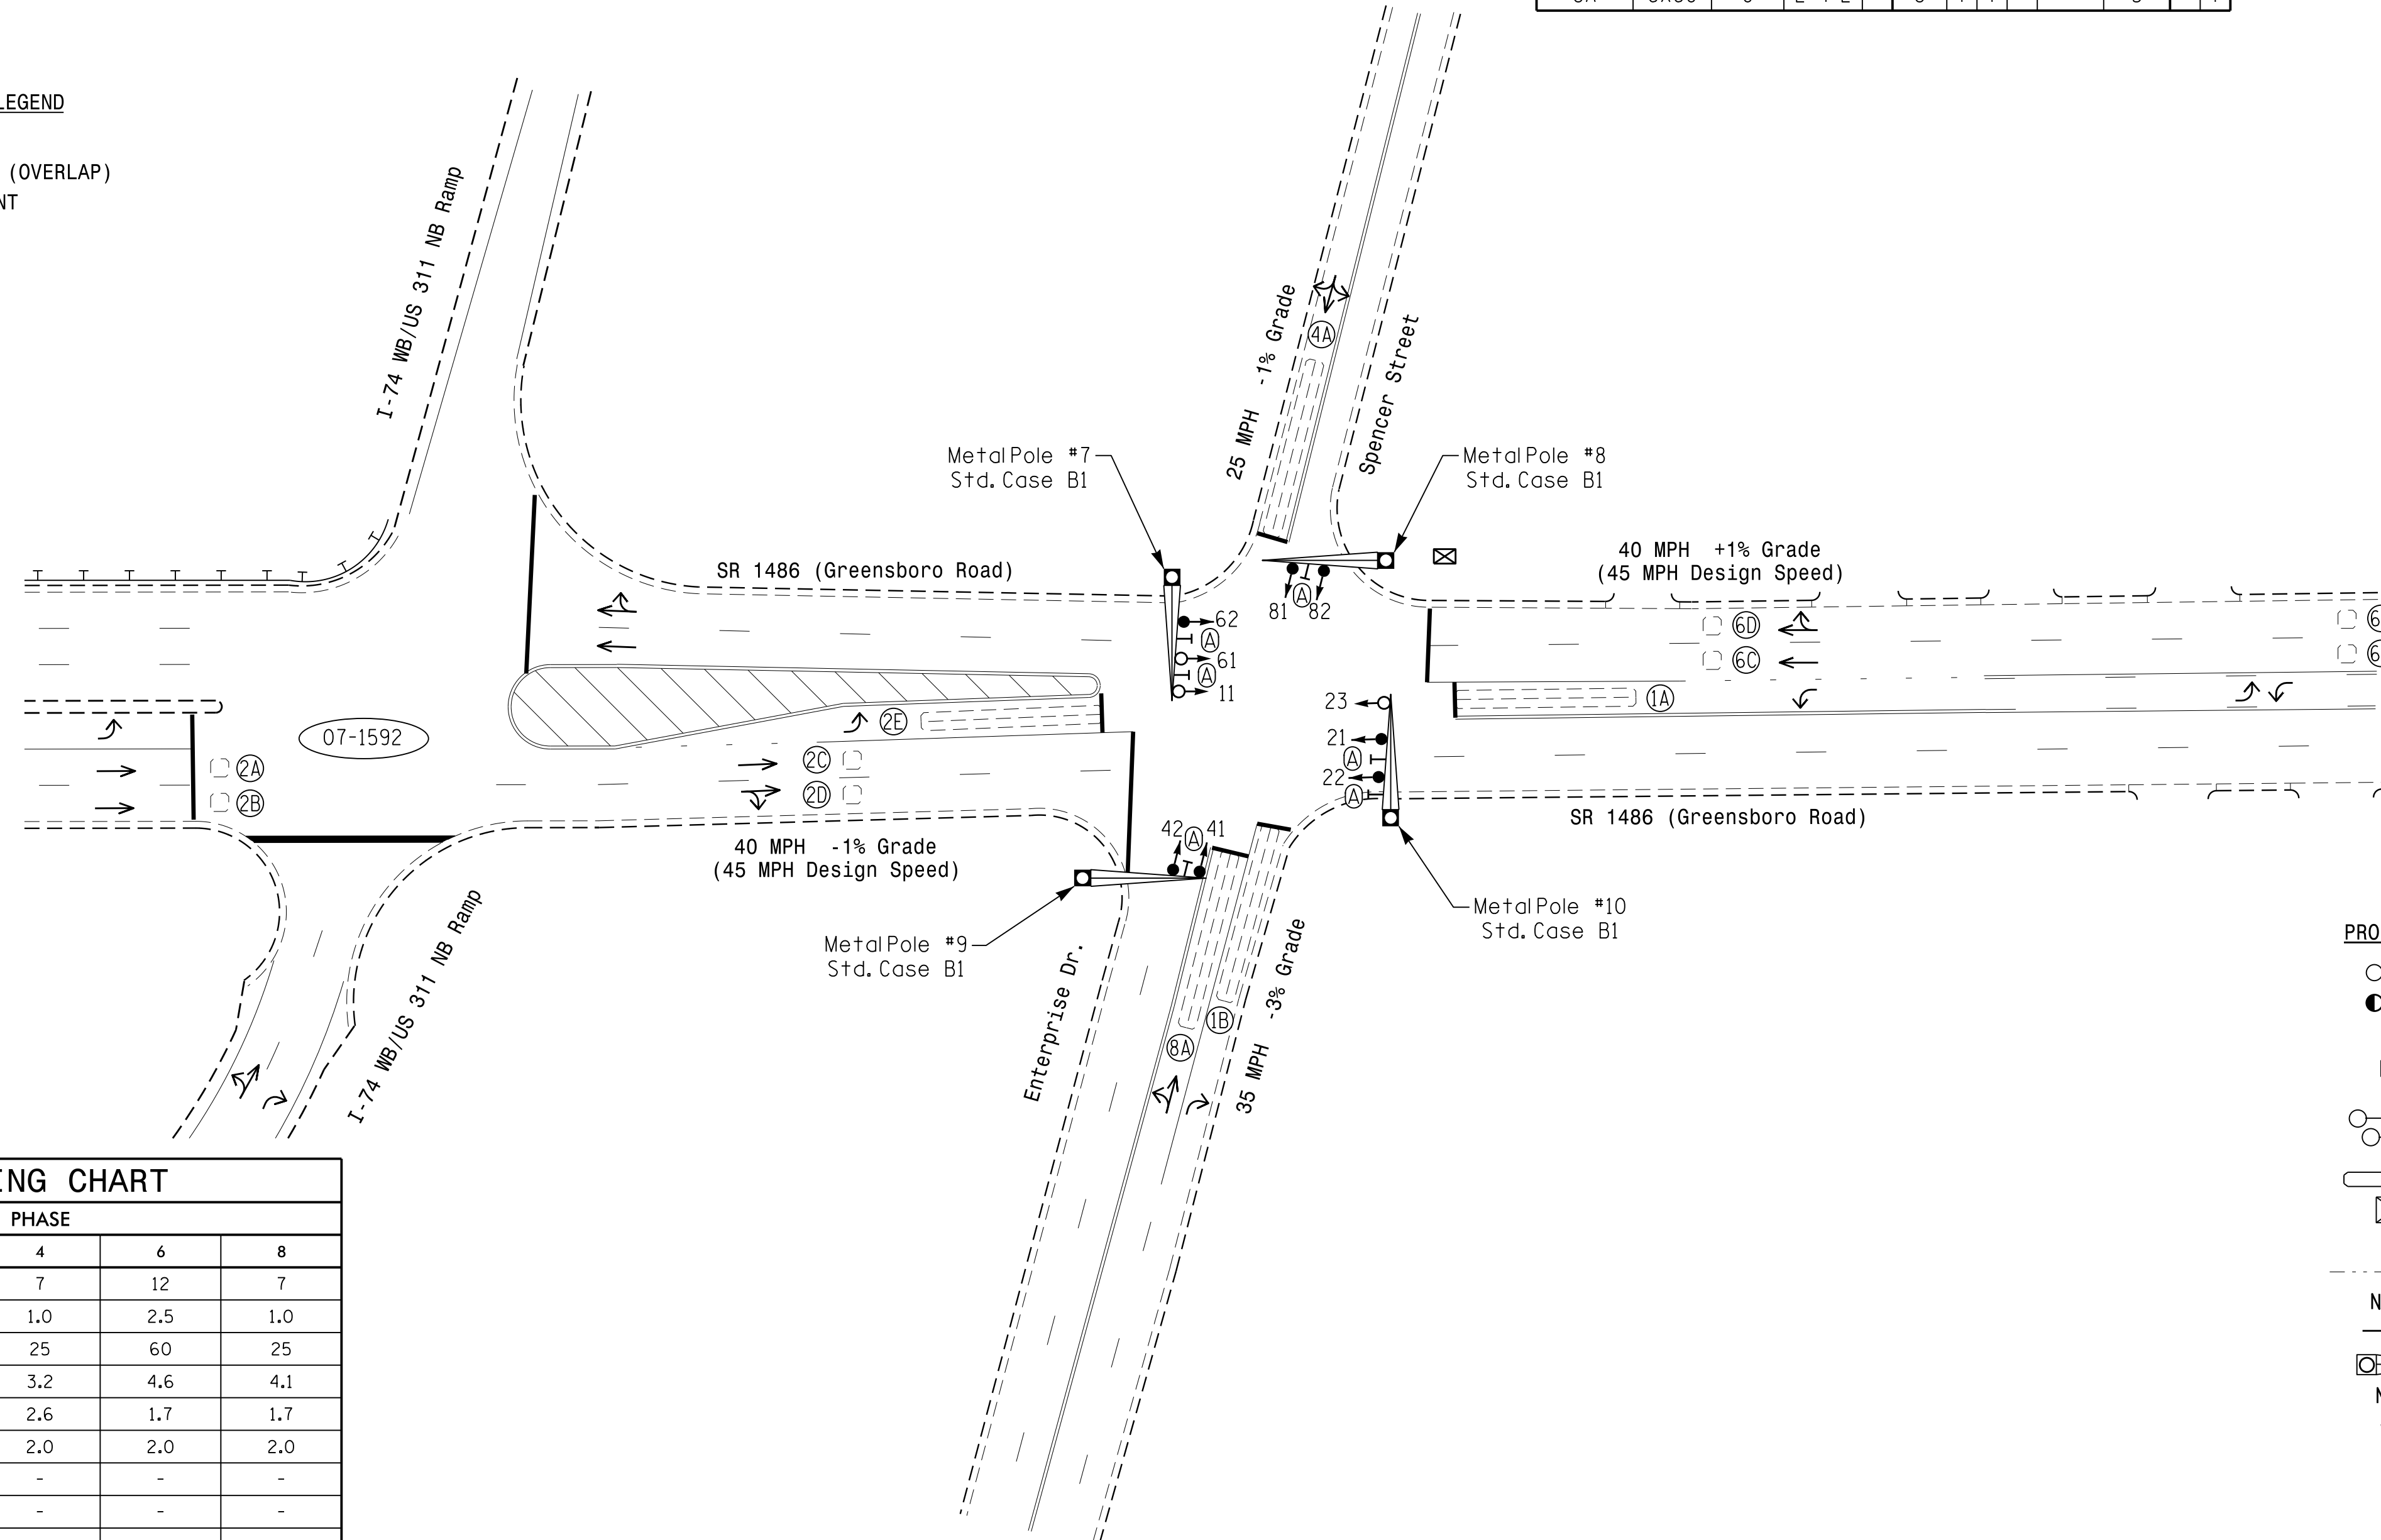 LEGEND
(OVERLAP)
I-74 WB/US 311 NB Ramp
25 MPH -1% Grade
4A
Spencer Street
Metal Pole #7
Std. Case B1
Metal Pole #8
Std. Case B1
SR 1486 (Greensboro Road)
40 MPH +1% Grade
(45 MPH Design Speed)
81
A
82
62
A
61
A
11
6D
6C
1A
23
21
A
22
A
2E
2C
2D
07-1592
2A
2B
40 MPH -1% Grade
(45 MPH Design Speed)
42
A
41
SR 1486 (Greensboro Road)
Metal Pole #9
Std. Case B1
Metal Pole #10
Std. Case B1
I-74 WB/US 311 NB Ramp
Enterprise Dr.
8A
1B
35 MPH -3% Grade
CHART
PHASE
4 6 8
7 12 7
1.0 2.5 1.0
25 60 25
3.2 4.6 4.1
2.6 1.7 1.7
2.0 2.0 2.0
- - -
- - -